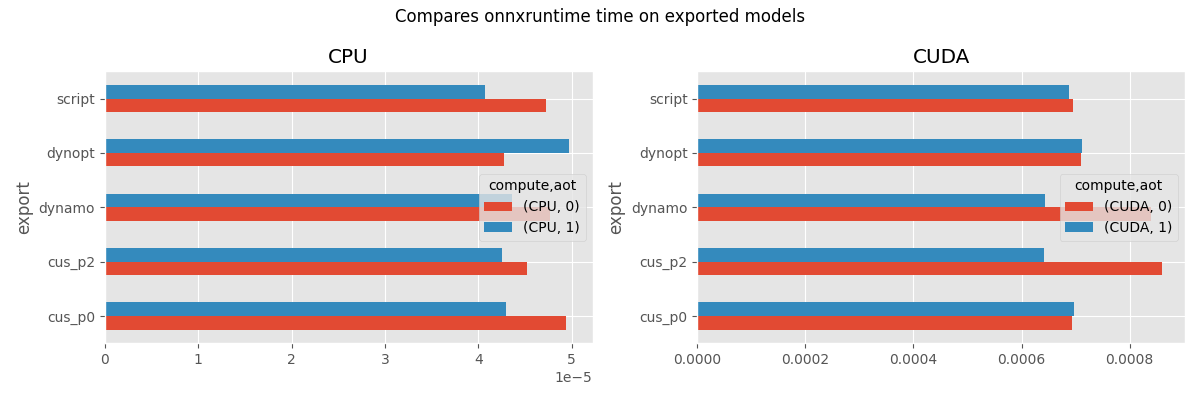 Compares onnxruntime time on exported models
CPU
export
script
dynopt
dynamo
cus_p2
cus_p0
compute,aot
(CPU, 0)
(CPU, 1)
0 1 2 3 4 5
1e−5
CUDA
export
script
dynopt
dynamo
cus_p2
cus_p0
compute,aot
(CUDA, 0)
(CUDA, 1)
0.0000 0.0002 0.0004 0.0006 0.0008